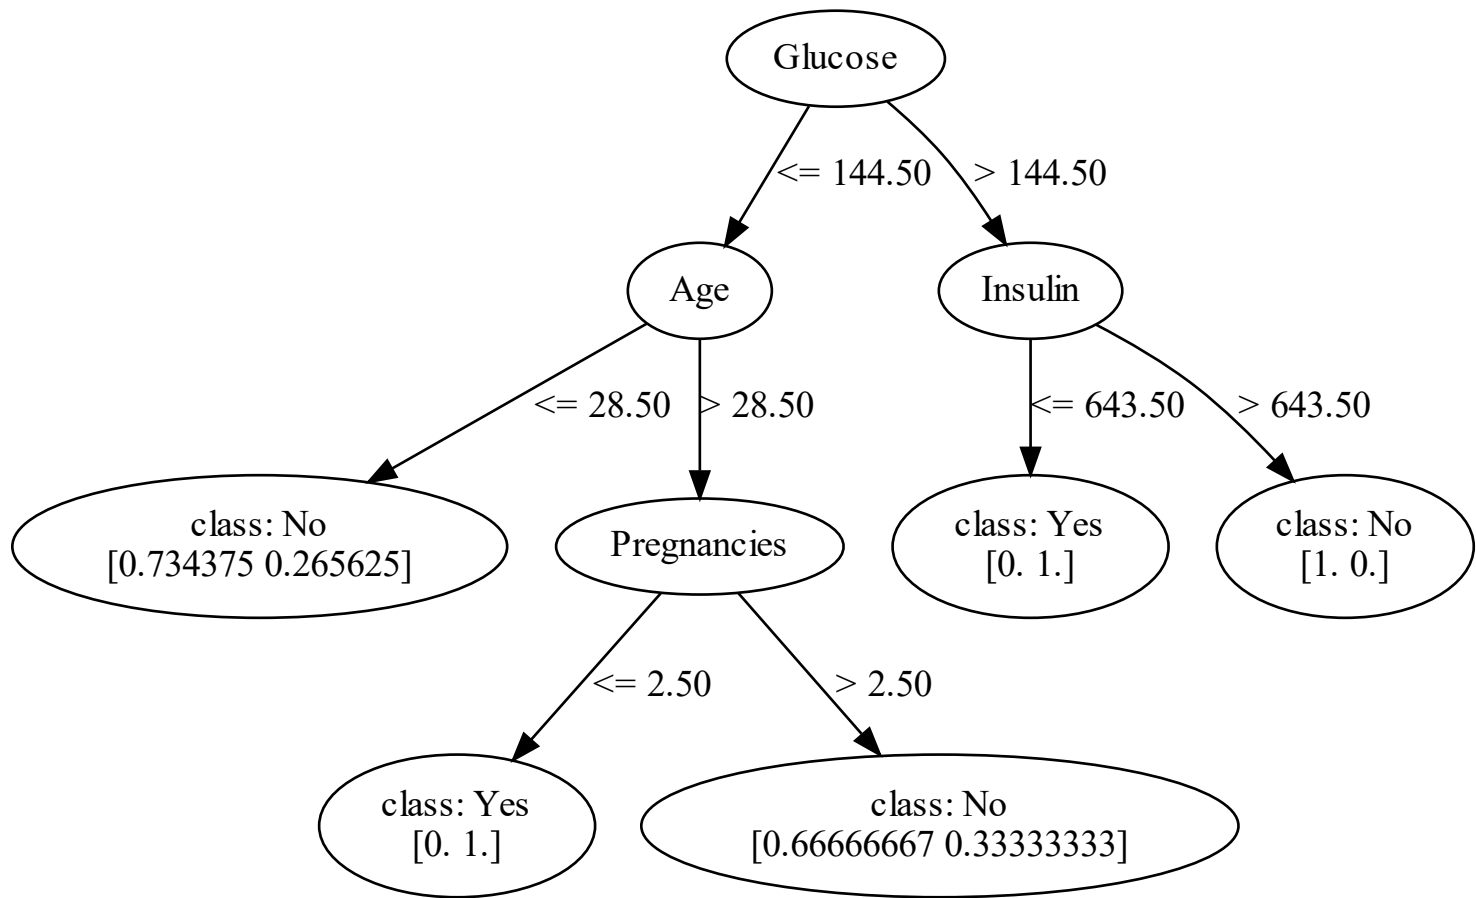 Glucose
<= 144.50
> 144.50
Age
Insulin
<= 28.50
> 28.50
<= 643.50
> 643.50
class: No
[0.734375 0.265625]
Pregnancies
class: Yes
[0. 1.]
class: No
[1. 0.]
<= 2.50
> 2.50
class: Yes
[0. 1.]
class: No
[0.66666667 0.33333333]